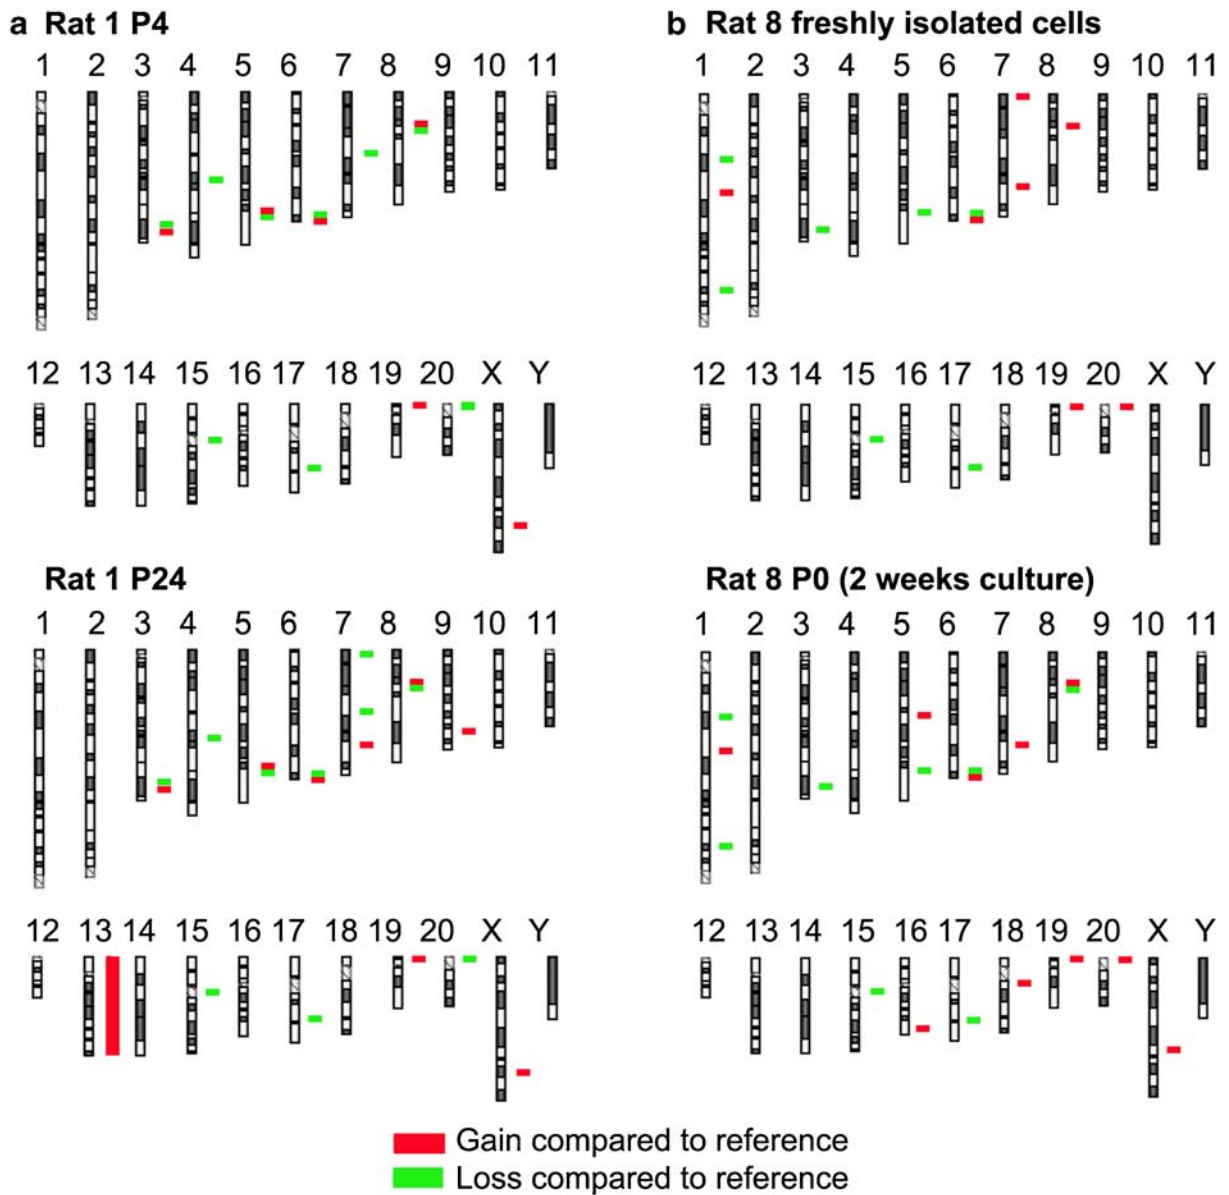 a Rat 1 P4
1 2 3 4 5 6 7 8 9 10 11
12 13 14 15 16 17 18 19 20 X Y
Rat 1 P24
1 2 3 4 5 6 7 8 9 10 11
12 13 14 15 16 17 18 19 20 X Y
b Rat 8 freshly isolated cells
1 2 3 4 5 6 7 8 9 10 11
12 13 14 15 16 17 18 19 20 X Y
Rat 8 P0 (2 weeks culture)
1 2 3 4 5 6 7 8 9 10 11
12 13 14 15 16 17 18 19 20 X Y
Gain compared to reference
Loss compared to reference